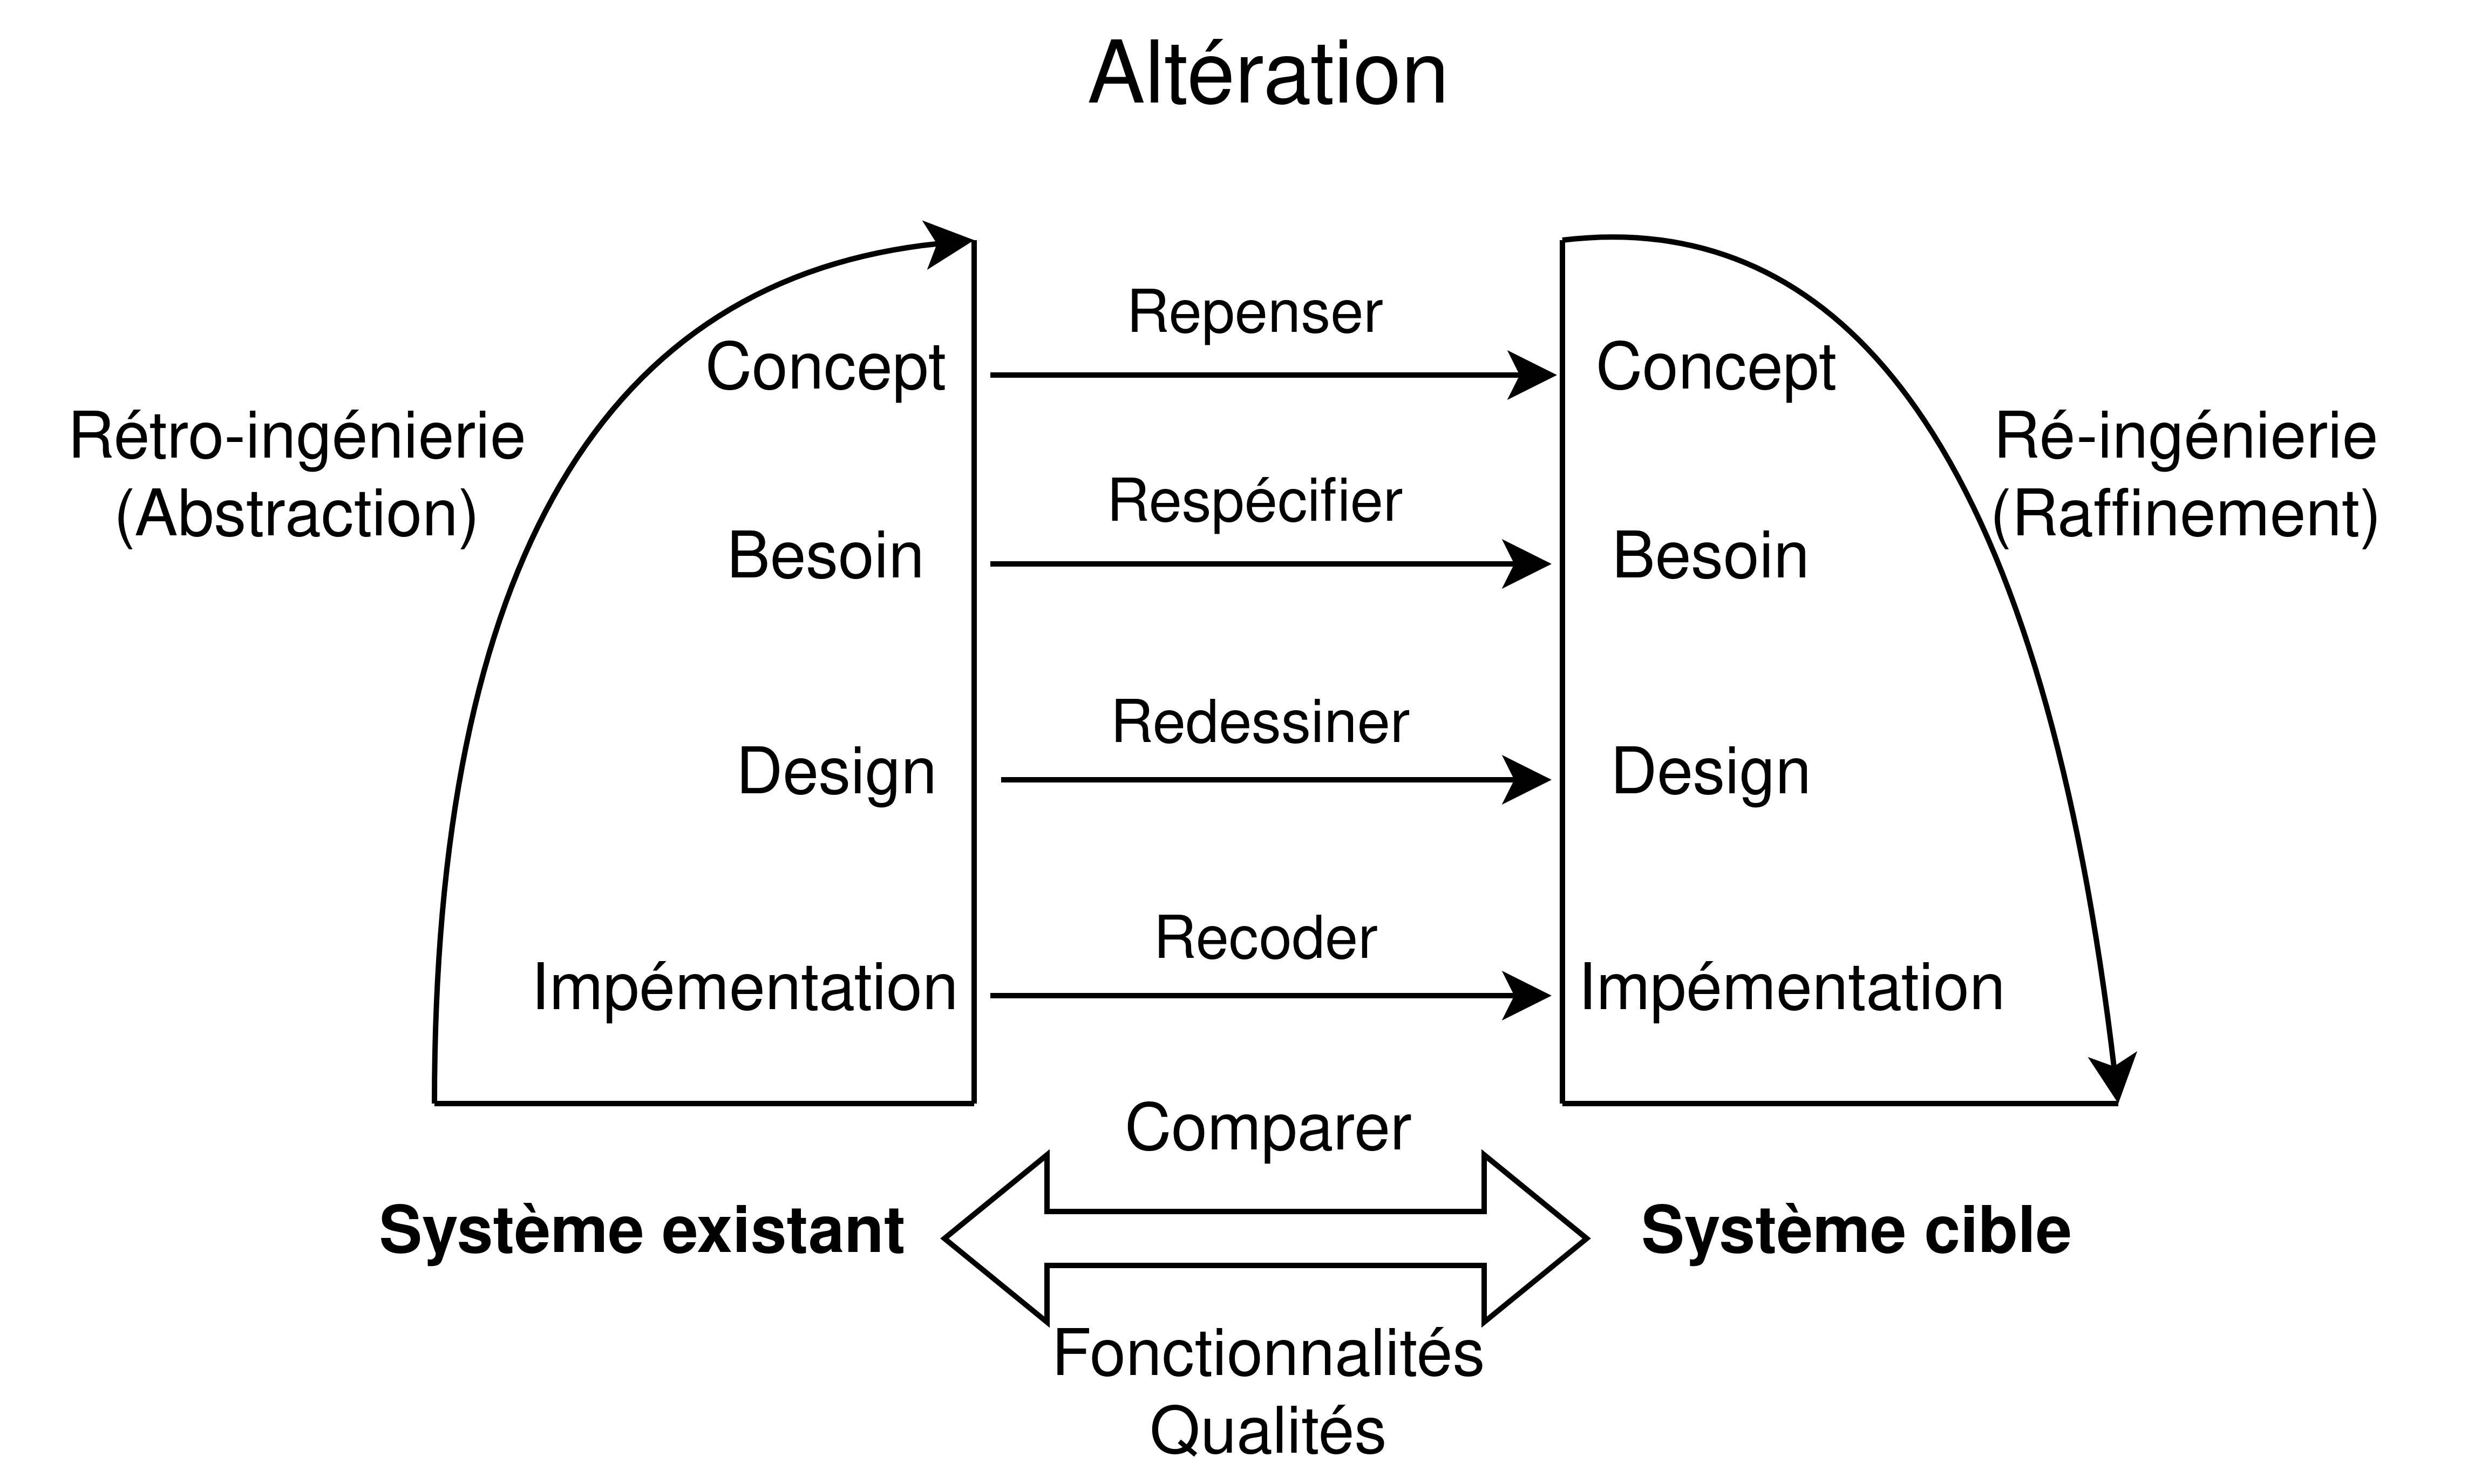 Altération
Repenser
Concept
Concept
Rétro-ingénierie
(Abstraction)
Ré-ingénierie
(Raffinement)
Respécifier
Besoin
Besoin
Redessiner
Design
Design
Recoder
Impémentation
Impémentation
Comparer
Système existant
Système cible
Fonctionnalités
Qualités